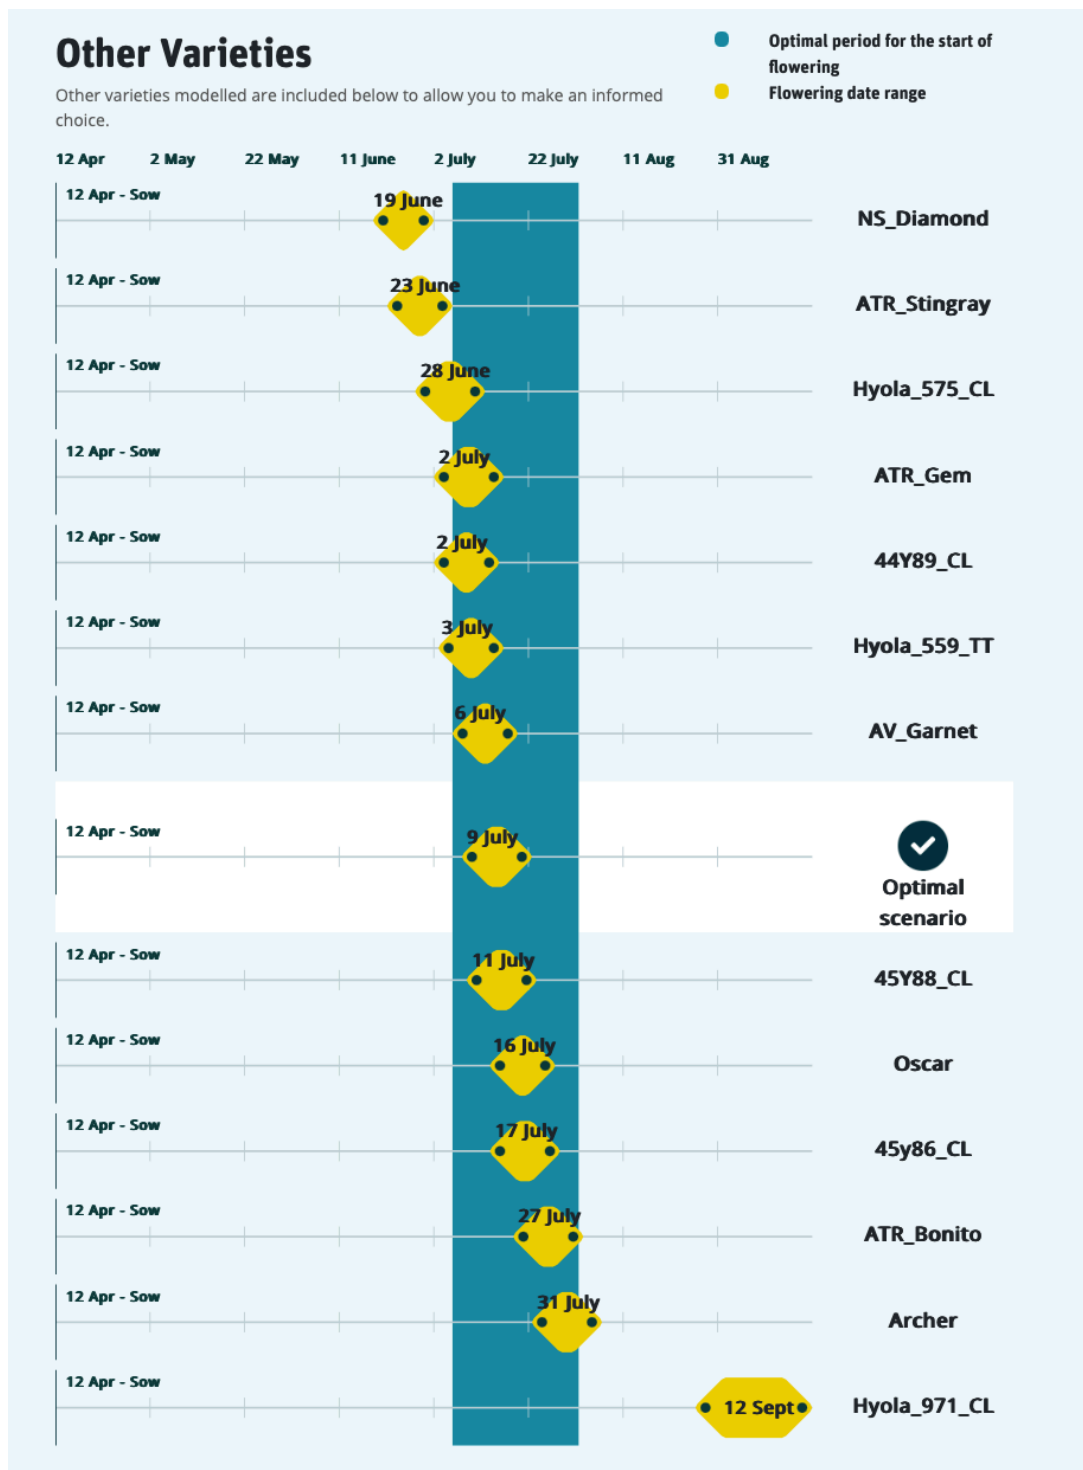 Other Varieties
Other varieties modelled are included below to allow you to make an informed
choice.
Optimal period for the start of
flowering
Flowering date range
12 Apr 2 May 22 May 11 June 2 July 22 July 11 Aug 31 Aug
12 Apr - Sow
19 June
NS_Diamond
12 Apr - Sow
23 June
ATR_Stingray
12 Apr - Sow
28 June
Hyola_575_CL
12 Apr - Sow
2 July
ATR_Gem
12 Apr - Sow
2 July
44Y89_CL
12 Apr - Sow
3 July
Hyola_559_TT
12 Apr - Sow
6 July
AV_Garnet
12 Apr - Sow
9 July
Optimal
scenario
12 Apr - Sow
11 July
45Y88_CL
12 Apr - Sow
16 July
Oscar
12 Apr - Sow
17 July
45y86_CL
12 Apr - Sow
27 July
ATR_Bonito
12 Apr - Sow
31 July
Archer
12 Apr - Sow
12 Sept
Hyola_971_CL